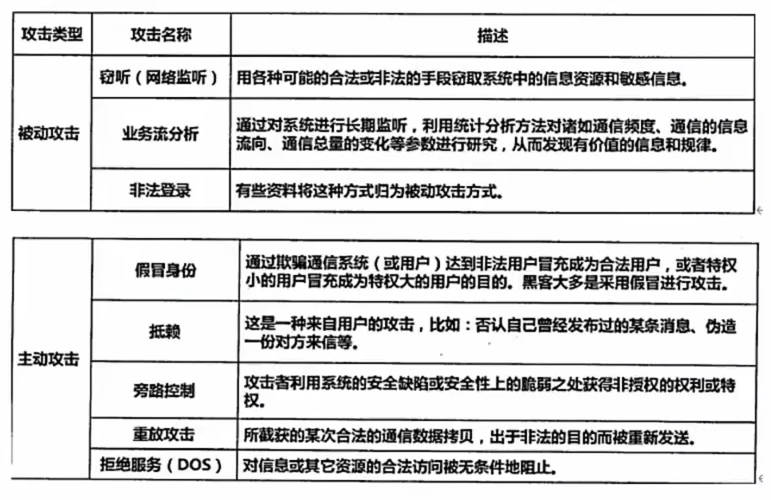 攻击类型 攻击名称 描述
被动攻击
窃听（网络监听） 用各种可能的合法或非法的手段窃取系统中的信息资源和敏感信息。
业务流分析 通过对系统进行长期监听，利用统计分析方法对诸如通信频度、通信的信息
流向、通信总量的变化等参数进行研究，从而发现有价值的信息和规律。
非法登录 有些资料将这种方式归为被动攻击方式。
主动攻击
假冒身份 通过欺骗通信系统（或用户）达到非法用户冒充成为合法用户，或者特权
小的用户冒充成为特权大的用户的目的。黑客大多是采用假冒进行攻击。
抵赖 这是一种来自用户的攻击，比如：否认自己曾经发布过的某条消息、伪造
一份对方来信等。
旁路控制 攻击者利用系统的安全缺陷或安全性上的脆弱之处获得非授权的权利或特
权。
重放攻击 所截获的某次合法的通信数据拷贝，出于非法的目的而被重新发送。
拒绝服务（DOS） 对信息或其它资源的合法访问被无条件地阻止。